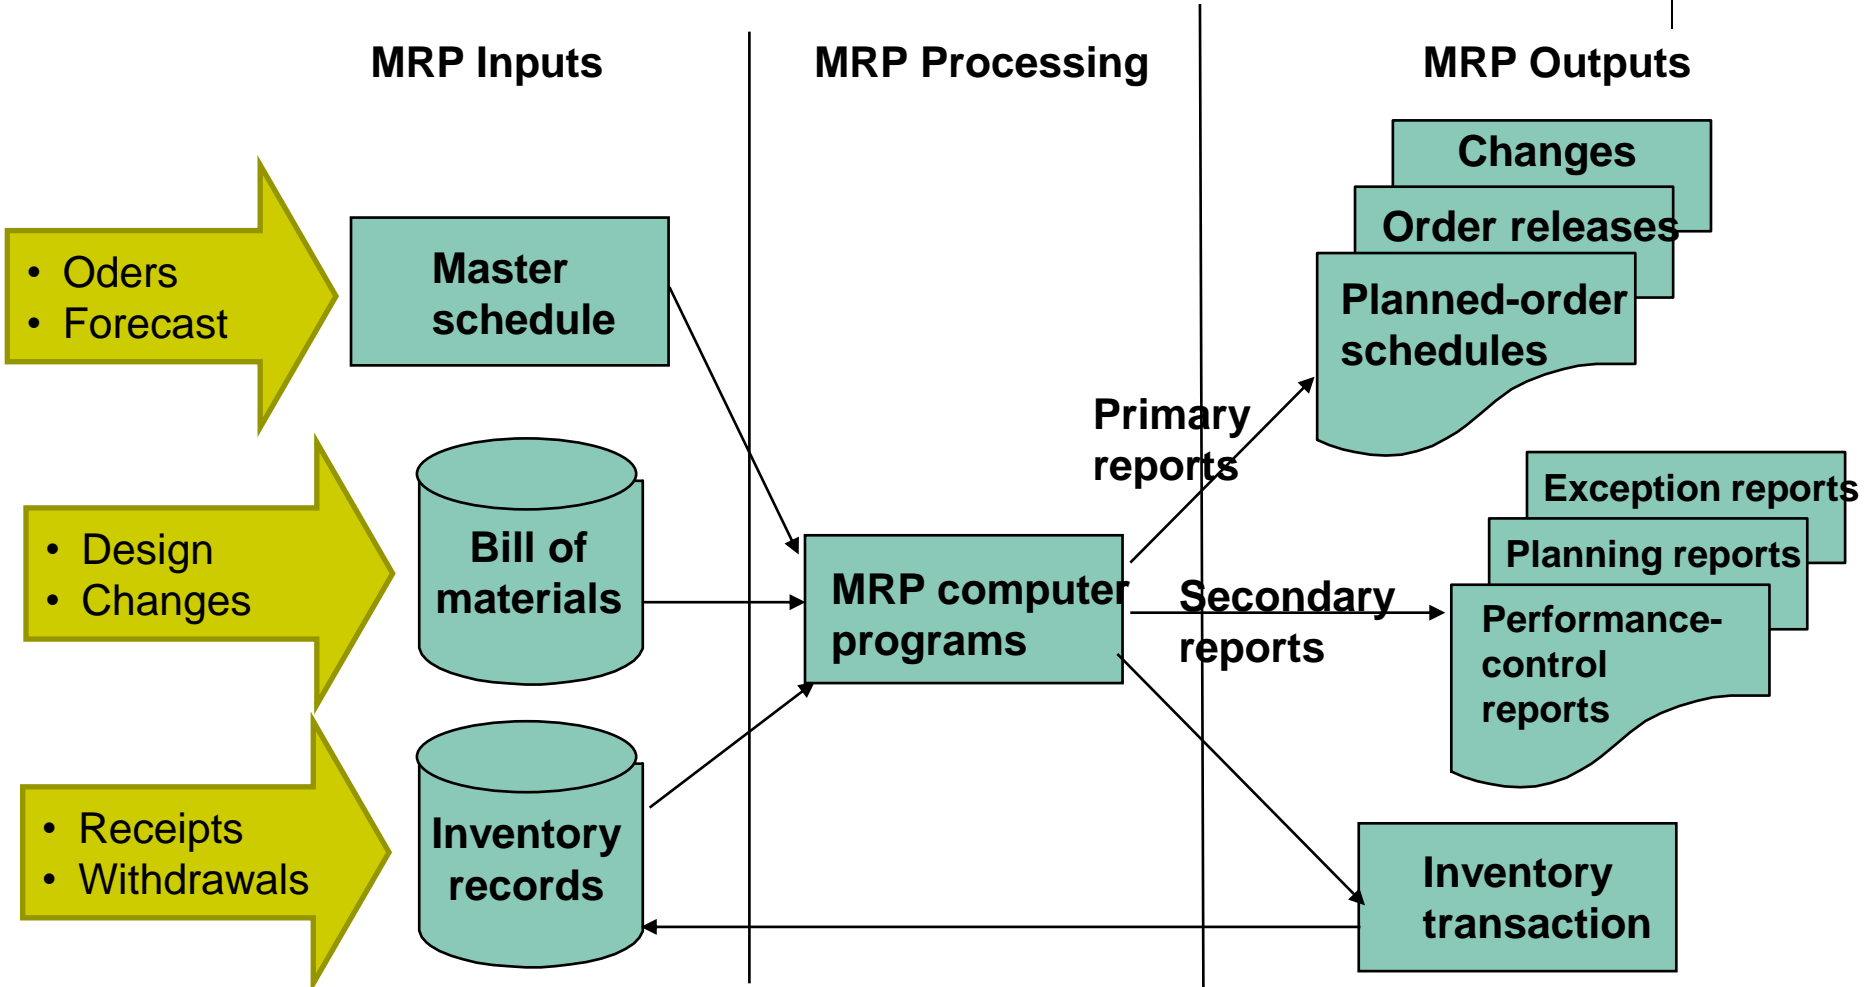 MRP Inputs
MRP Processing
MRP Outputs
• Oders
• Forecast
Master
schedule
• Design
• Changes
Bill of
materials
• Receipts
• Withdrawals
Inventory
records
MRP computer
programs
Primary
reports
Secondary
reports
Changes
Order releases
Planned-order
schedules
Exception reports
Planning reports
Performance-
control
reports
Inventory
transaction